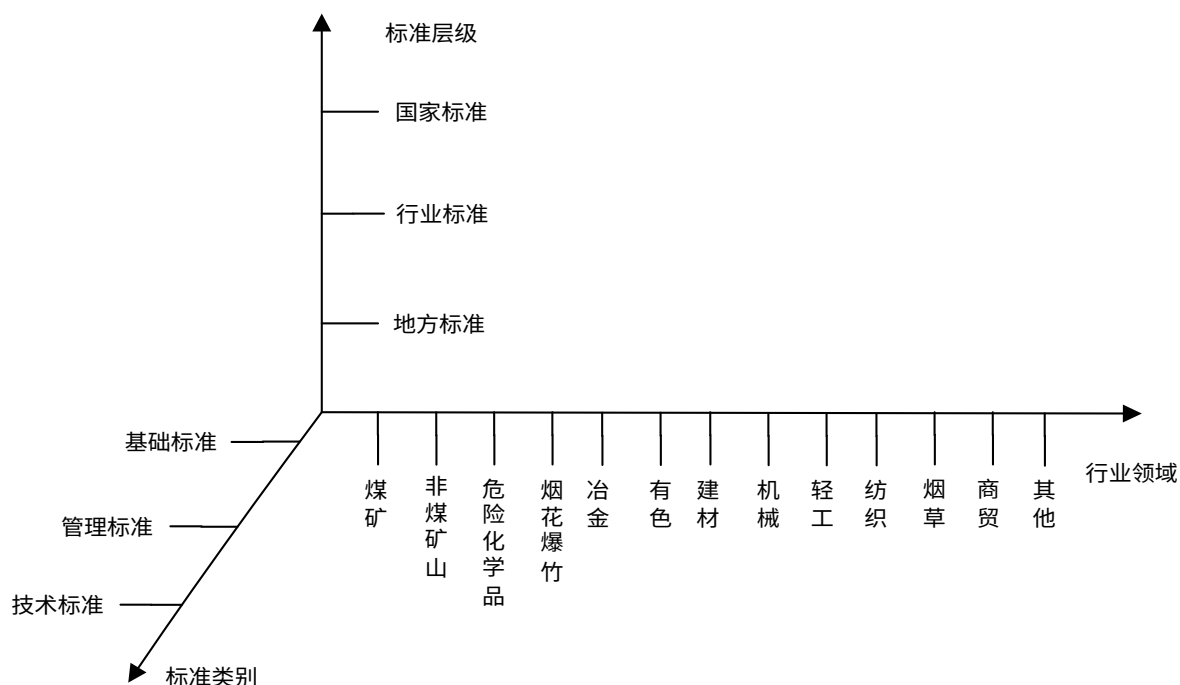 标准层级
国家标准
行业标准
地方标准
基础标准
管理标准
技术标准
标准类别
煤矿
非煤矿山
危险化学品
烟花爆竹
冶金
有色
建材
机械
轻工
纺织
烟草
商贸
其他
行业领域